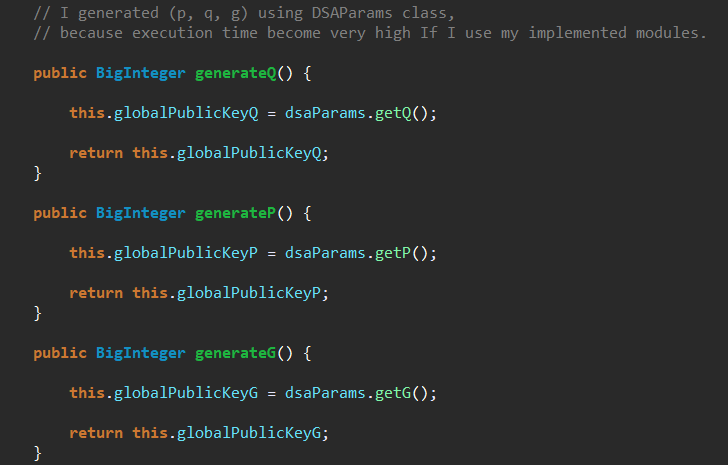 // I generated (p, q, g) using DSAParams class,
// because execution time become very high If I use my implemented modules.
public BigInteger generateQ() {
this.globalPublicKeyQ = dsaParams.getQ();
return this.globalPublicKeyQ;
}
public BigInteger generateP() {
this.globalPublicKeyP = dsaParams.getP();
return this.globalPublicKeyP;
}
public BigInteger generateG() {
this.globalPublicKeyG = dsaParams.getG();
return this.globalPublicKeyG;
}